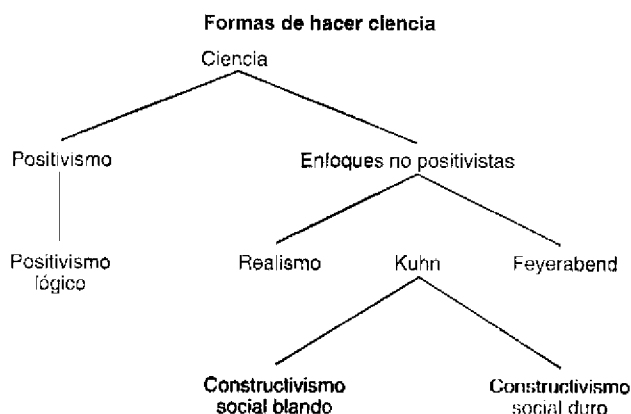 Formas de hacer ciencia
Ciencia
Positivismo
Enfoques no positivistas
Positivismo
lógico
Realismo
Kuhn
Feyerabend
Constructivismo
social blando
Constructivismo
social duro